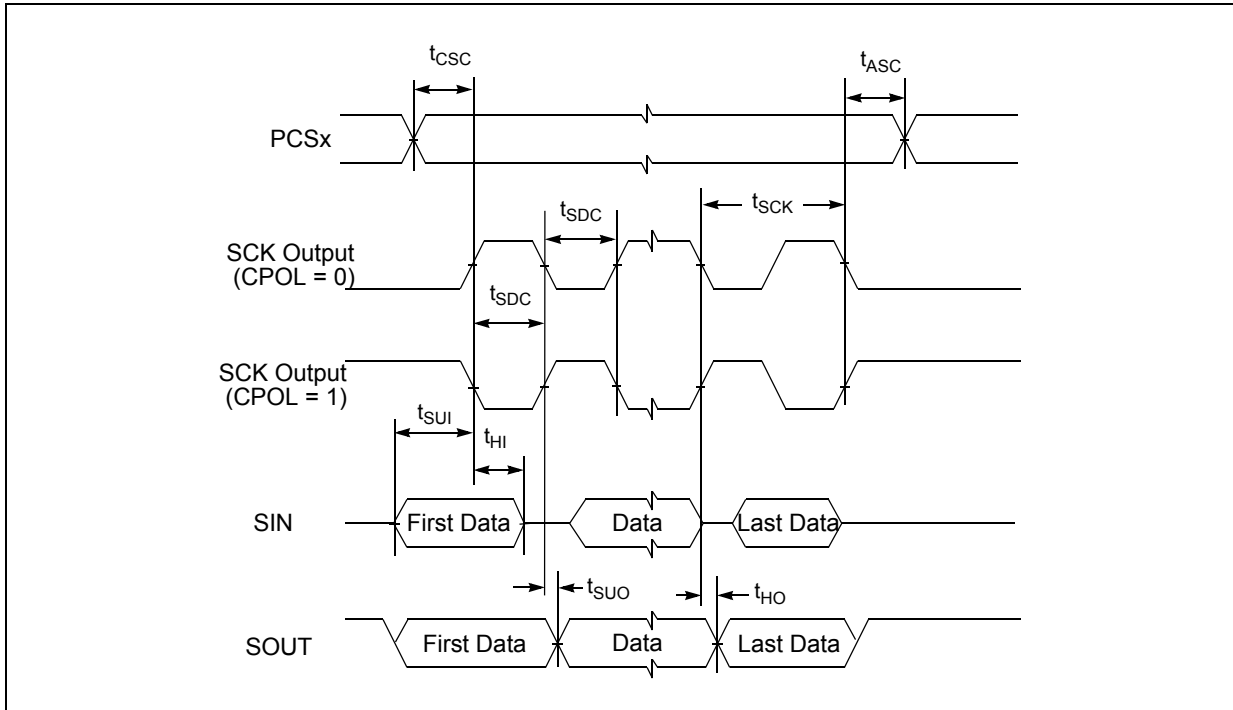 tCSC
tASC
PCSx
tSCK
tSDC
SCK Output
(CPOL = 0)
tSDC
SCK Output
(CPOL = 1)
tSUI
tHI
SIN
First Data
Data
Last Data
tSUO
tHO
SOUT
First Data
Data
Last Data